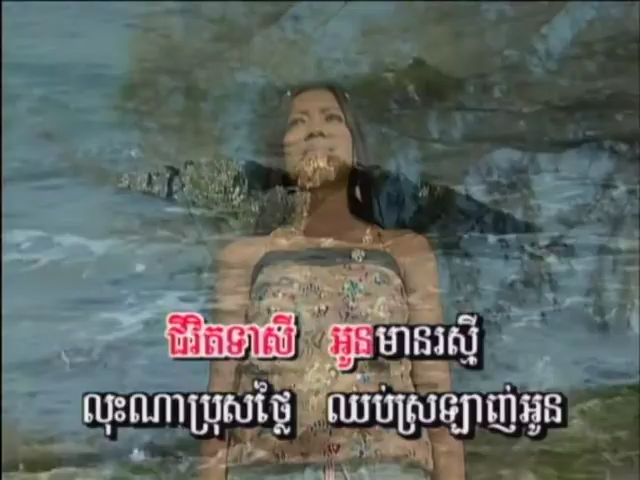 ជីវិតទាសី អូនមានរស្មី
លុះណាប្រុសថ្លៃ ឈប់ស្រឡាញ់អូន